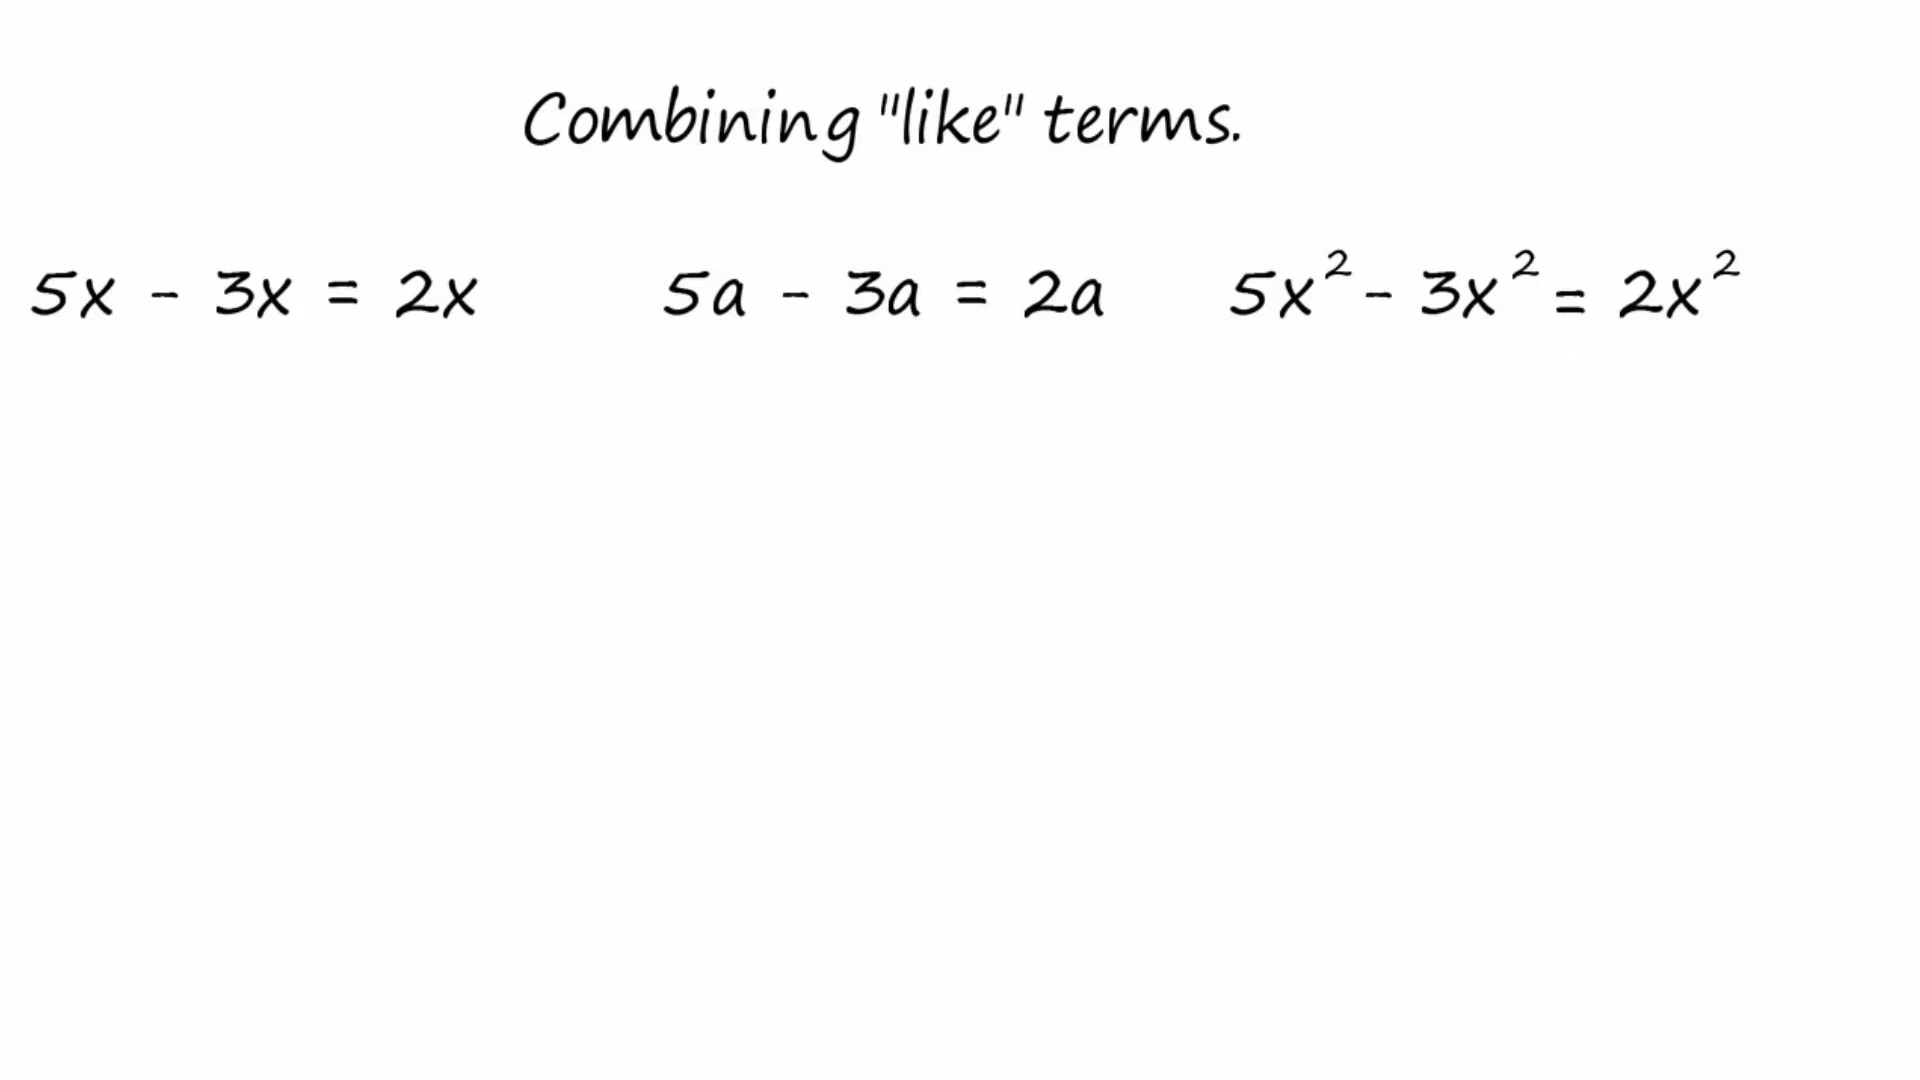 Combining "like" terms.
5x - 3x = 2x 5a - 3a = 2a 5x² - 3x² = 2x²